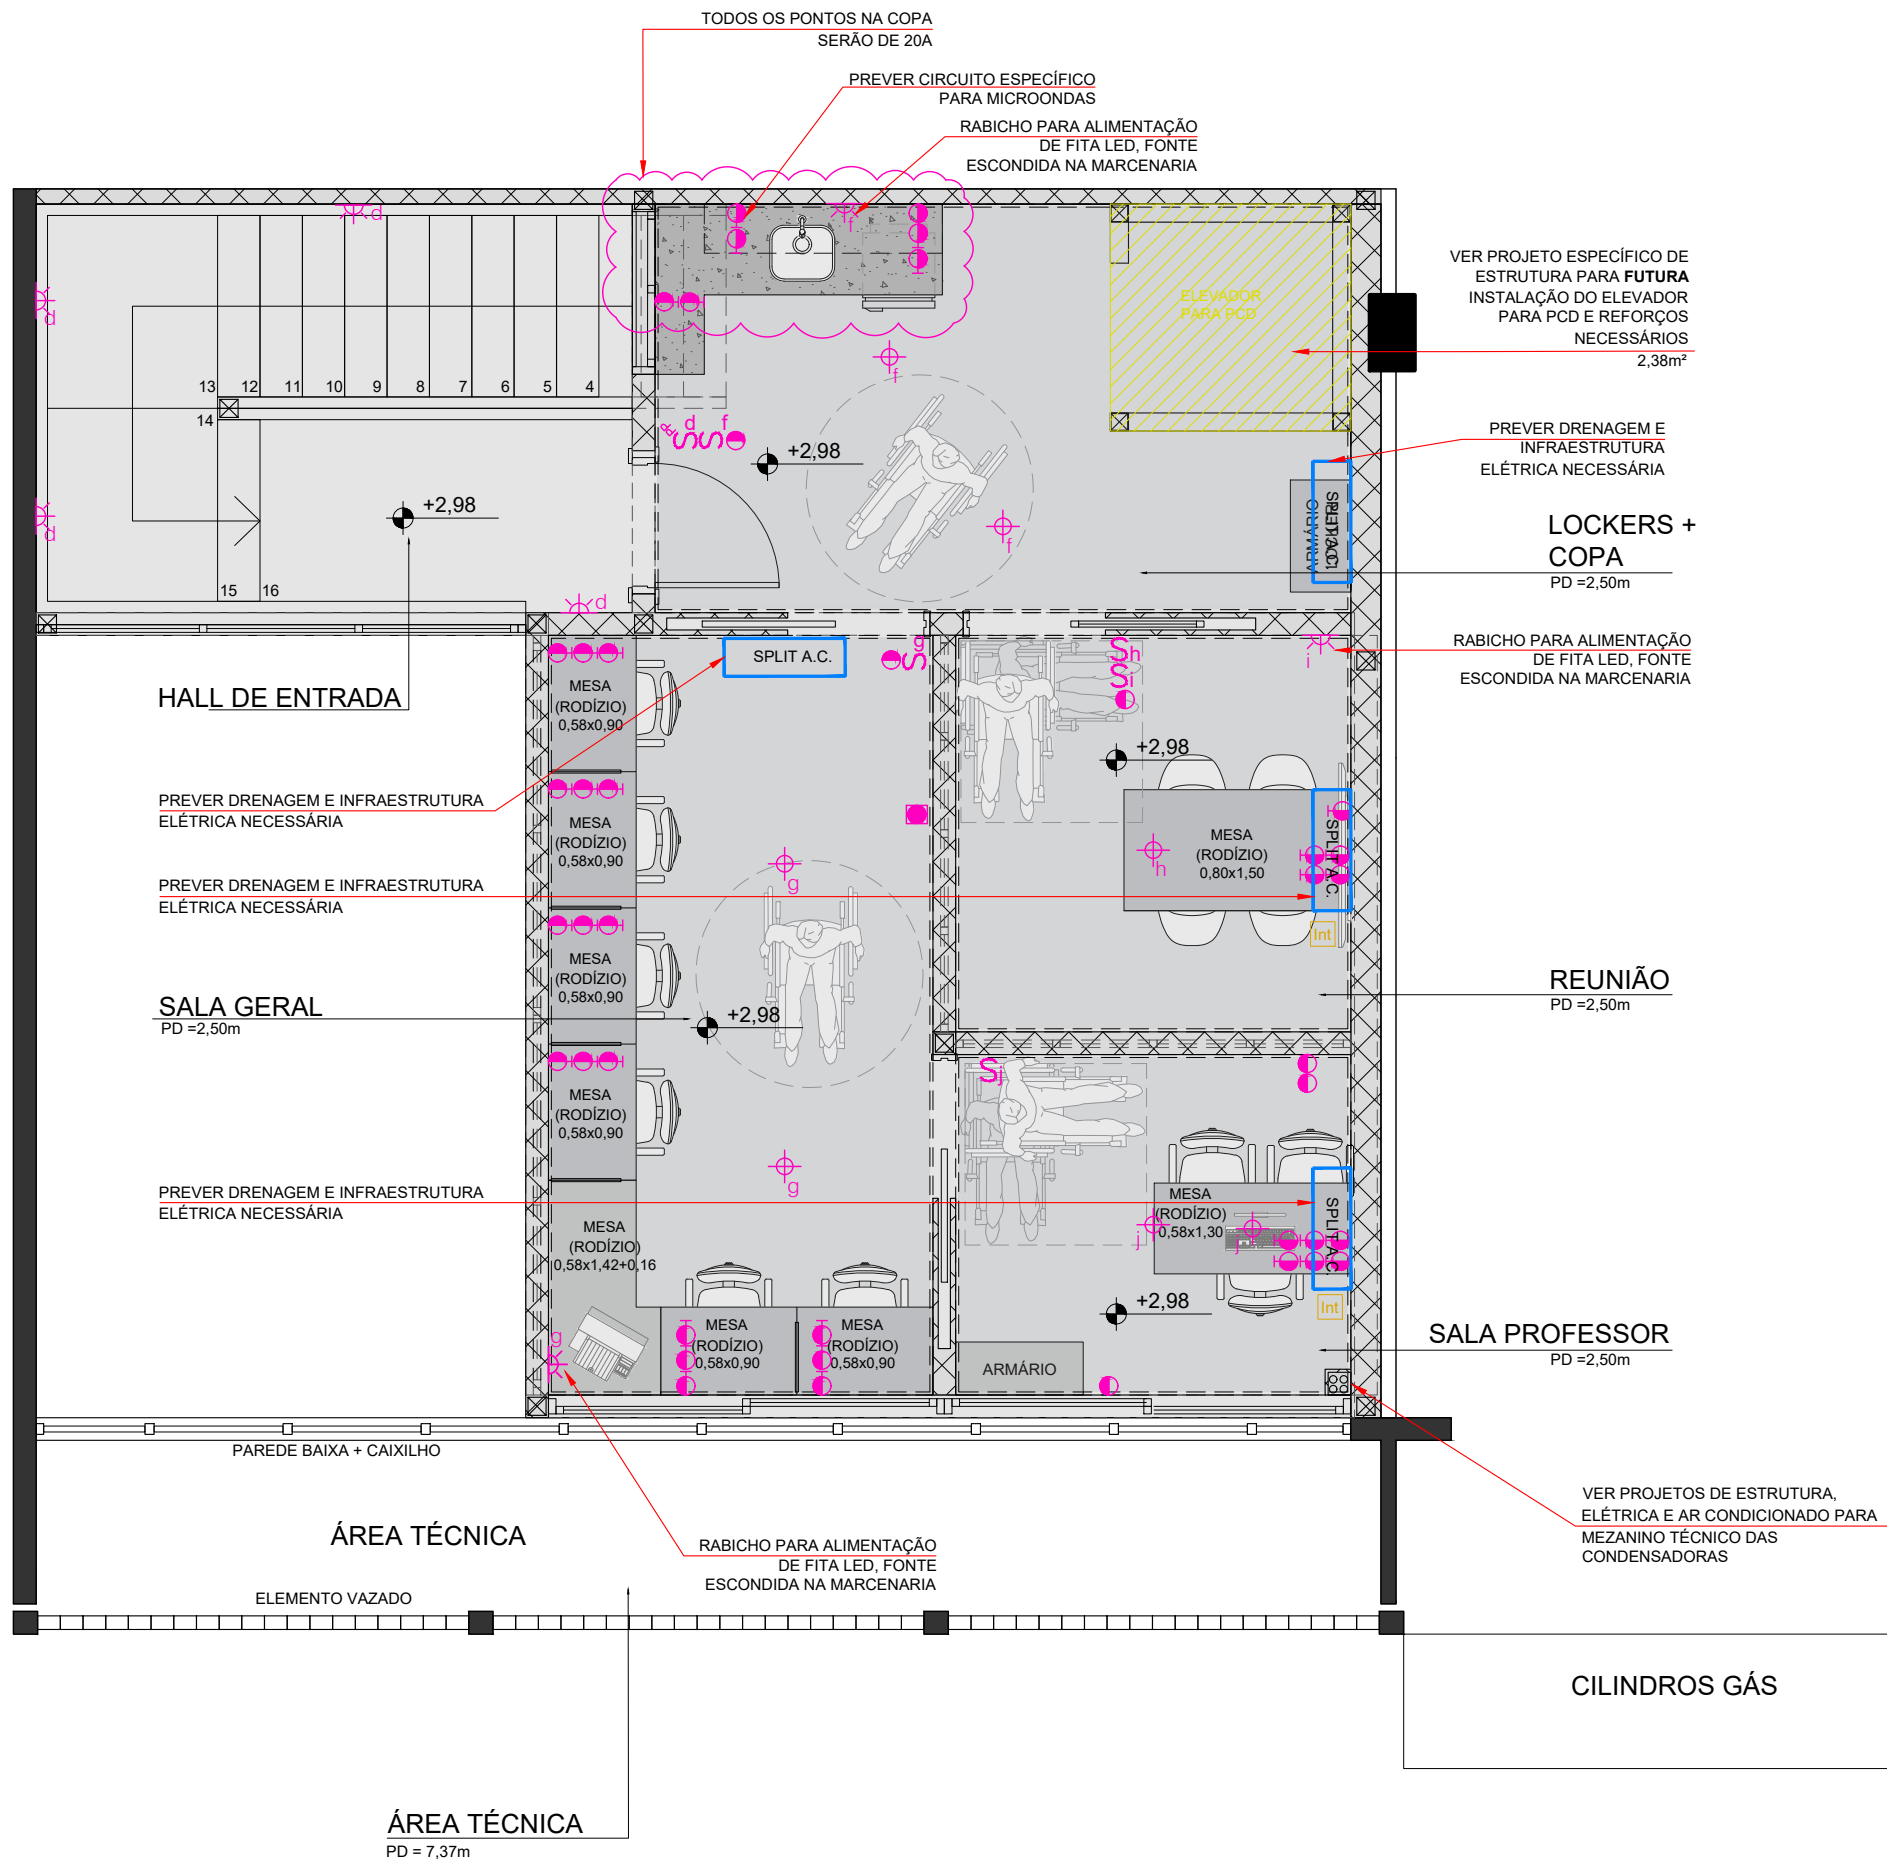 TODOS OS PONTOS NA COPA
SERÃO DE 20A
PREVER CIRCUITO ESPECÍFICO
PARA MICROONDAS
RABICHO PARA ALIMENTAÇÃO
DE FITA LED, FONTE
ESCONDIDA NA MARCENARIA
d
f
d
VER PROJETO ESPECÍFICO DE
ESTRUTURA PARA FUTURA
INSTALAÇÃO DO ELEVADOR
PARA PCD E REFORÇOS
NECESSÁRIOS
2,38m²
ELEVADOR
PARA PCD
f
13 12 11 10 9 8 7 6 5 4
14
S d S f
+2,98
PREVER DRENAGEM E
INFRAESTRUTURA
ELÉTRICA NECESSÁRIA
+2,98
d
f
SPLIT A.C.
ARMÁRIO
LOCKERS +
COPA
PD =2,50m
15 16
d
RABICHO PARA ALIMENTAÇÃO
DE FITA LED, FONTE
ESCONDIDA NA MARCENARIA
i
SPLIT A.C.
S g
Sh
Si
HALL DE ENTRADA
MESA
(RODÍZIO)
0,58x0,90
+2,98
PREVER DRENAGEM E INFRAESTRUTURA
ELÉTRICA NECESSÁRIA
MESA
(RODÍZIO)
0,58x0,90
MESA
(RODÍZIO)
0,80x1,50
h
SPLIT A.C.
g
PREVER DRENAGEM E INFRAESTRUTURA
ELÉTRICA NECESSÁRIA
Int
MESA
(RODÍZIO)
0,58x0,90
REUNIÃO
PD =2,50m
SALA GERAL
PD =2,50m
+2,98
Sj
MESA
(RODÍZIO)
0,58x0,90
g
PREVER DRENAGEM E INFRAESTRUTURA
ELÉTRICA NECESSÁRIA
MESA
(RODÍZIO)
0,58x1,30
j
j
SPLIT A.C.
MESA
(RODÍZIO)
0,58x1,42+0,16
+2,98
Int
g
MESA
(RODÍZIO)
0,58x0,90
MESA
(RODÍZIO)
0,58x0,90
SALA PROFESSOR
PD =2,50m
ARMÁRIO
PAREDE BAIXA + CAIXILHO
VER PROJETOS DE ESTRUTURA,
ELÉTRICA E AR CONDICIONADO PARA
MEZANINO TÉCNICO DAS
CONDENSADORAS
ÁREA TÉCNICA
RABICHO PARA ALIMENTAÇÃO
DE FITA LED, FONTE
ESCONDIDA NA MARCENARIA
ELEMENTO VAZADO
CILINDROS GÁS
ÁREA TÉCNICA
PD = 7,37m